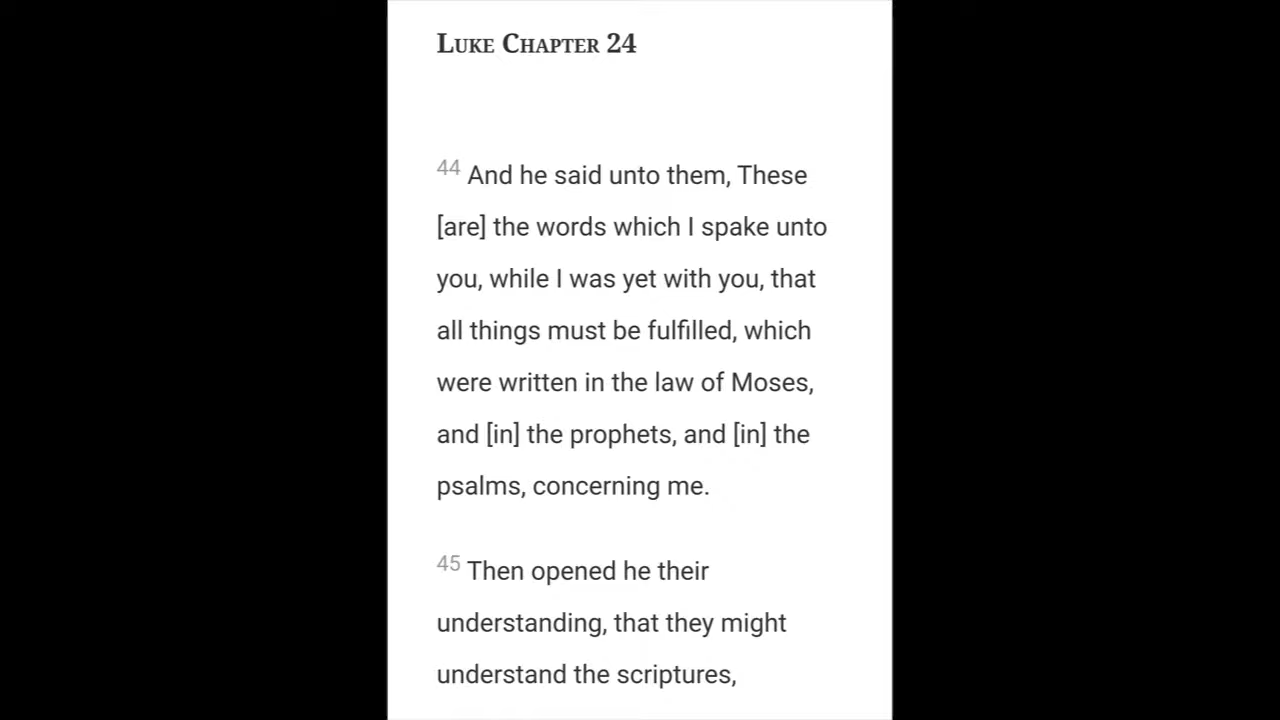 Luke Chapter 24
44 And he said unto them, These
[are] the words which I spake unto
you, while I was yet with you, that
all things must be fulfilled, which
were written in the law of Moses,
and [in] the prophets, and [in] the
psalms, concerning me.
45 Then opened he their
understanding, that they might
understand the scriptures,